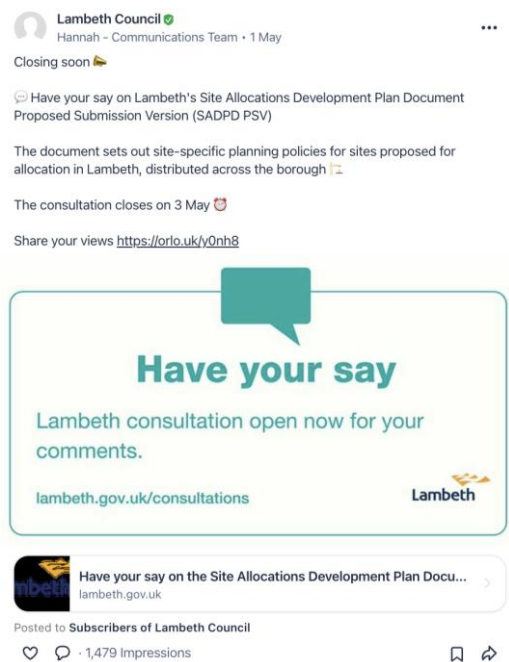 Lambeth Council
Hannah - Communications Team • 1 May
Closing soon
Have your say on Lambeth's Site Allocations Development Plan Document
Proposed Submission Version (SADPD PSV)
The document sets out site-specific planning policies for sites proposed for
allocation in Lambeth, distributed across the borough
The consultation closes on 3 May
Share your views https://orlo.uk/y0nh8
Have your say
Lambeth consultation open now for your
comments.
lambeth.gov.uk/consultations
Lambeth
mbeth
Have your say on the Site Allocations Development Plan Docu...
lambeth.gov.uk
Posted to Subscribers of Lambeth Council
· 1,479 Impressions